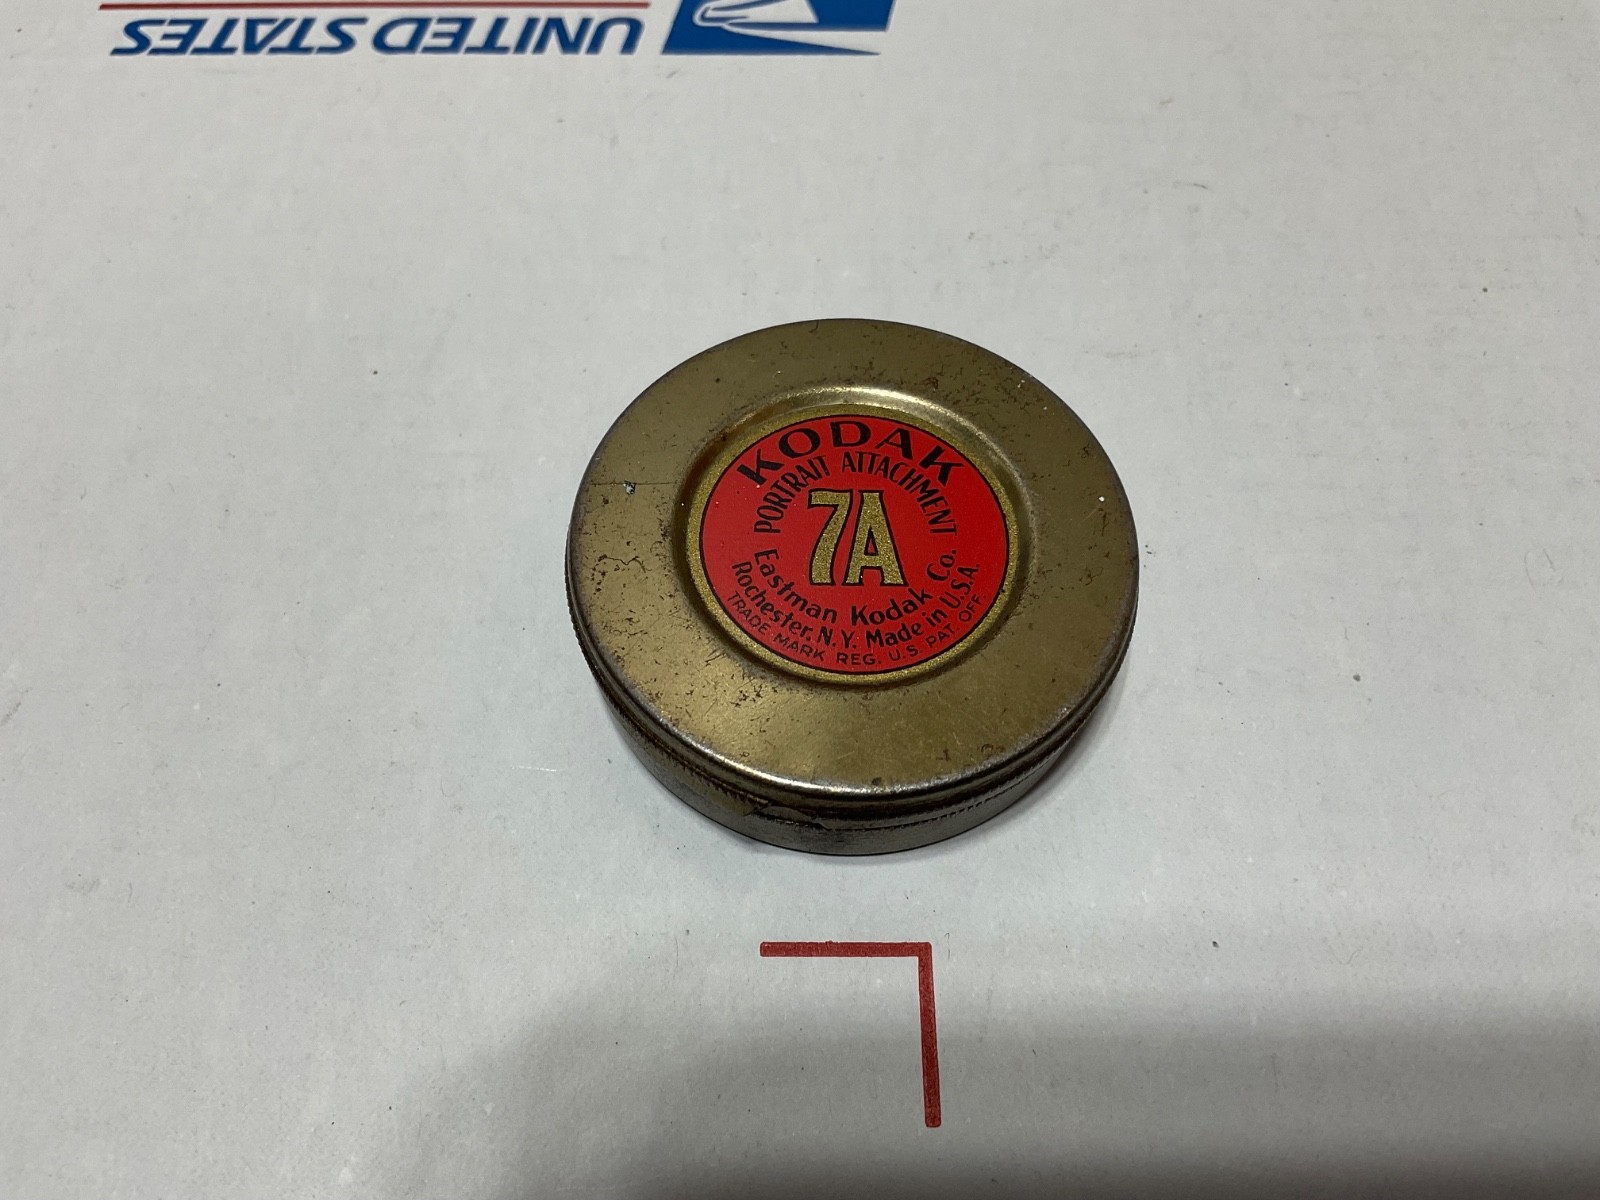 UNITED STATES
KODAK
PORTRAIT ATTACHMENT
7A
Eastman Kodak Co.
Rochester, N.Y. Made in U.S.A.
TRADE MARK REG. U.S. PAT. OFF.